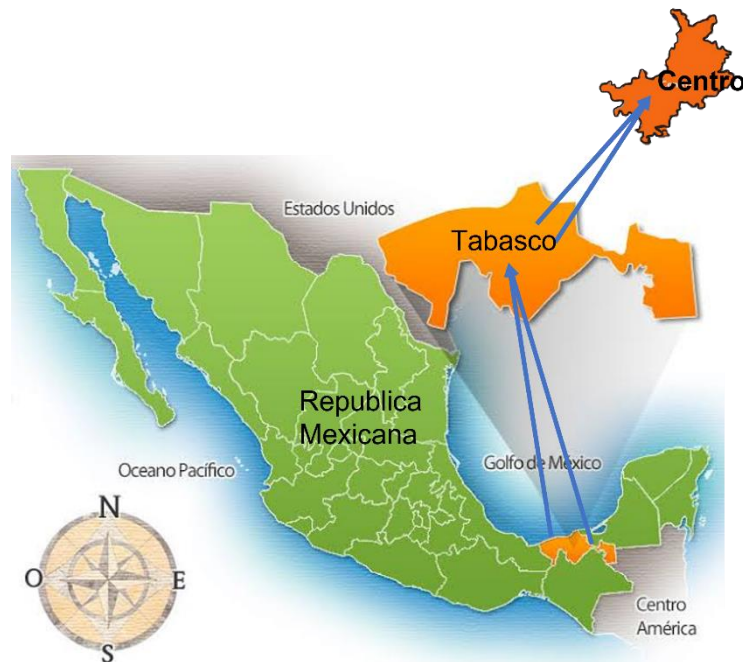 Centro
Estados Unidos
Tabasco
Republica
Mexicana
Oceano Pacífico
Golfo de México
N
O
E
S
Centro
América